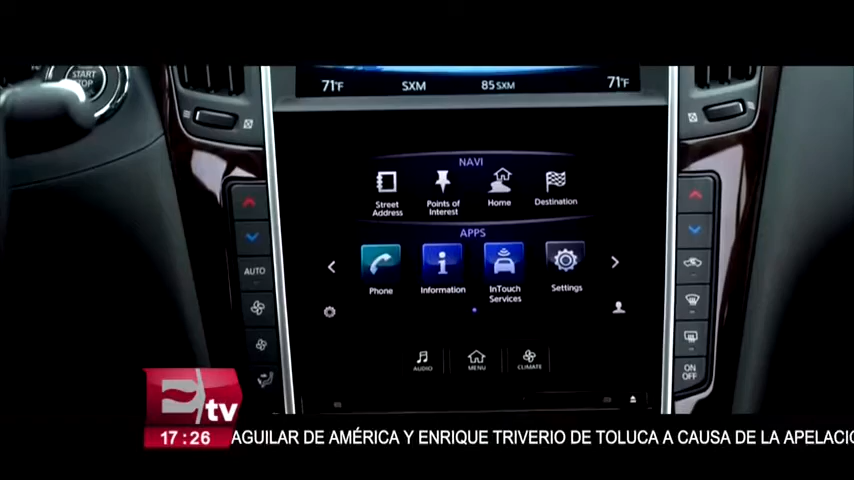 START
STOP
71°F
SXM
85 SXM
71°F
NAVI
Street Address
Points of Interest
Home
Destination
APPS
Phone
Information
InTouch Services
Settings
AUTO
ON
OFF
AUDIO
MENU
CLIMATE
tv
17:26
AGUILAR DE AMÉRICA Y ENRIQUE TRIVERIO DE TOLUCA A CAUSA DE LA APELACIO